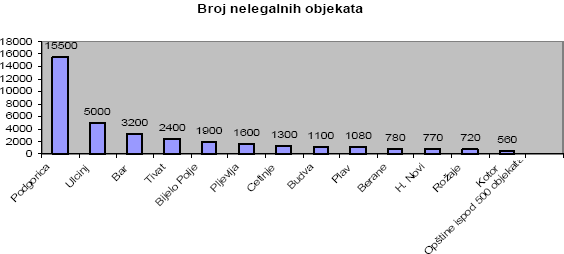 Broj nelegalnih objekata
18000
16000
14000
12000
10000
8000
6000
4000
2000
0
15500
5000
3200
2400
1900
1600
1300
1100
1080
780
770
720
560
Podgorica
Ulcinj
Bar
Tivat
Bijelo Polje
Pljevlja
Cetinje
Budva
Plav
Berane
H. Novi
Rožaje
Kotor
Opštine ispod 500 objekata